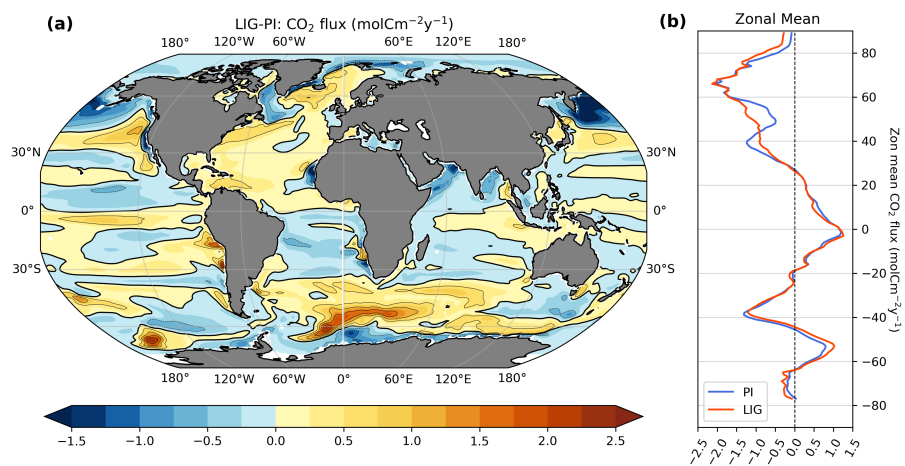 (a)
LIG-PI: CO₂ flux (molCm⁻²y⁻¹)
180° 120°W 60°W 60°E 120°E 180°
30°N 30°N
0° 0°
30°S 30°S
180° 120°W 60°W 0° 60°E 120°E 180°
−1.5 −1.0 −0.5 0.0 0.5 1.0 1.5 2.0 2.5
(b)
Zonal Mean
80
60
40
20
0
−20
−40
−60
−80
Zon mean CO₂ flux (molCm⁻²y⁻¹)
PI
LIG
−2.5 −2.0 −1.5 −1.0 −0.5 0.0 0.5 1.0 1.5